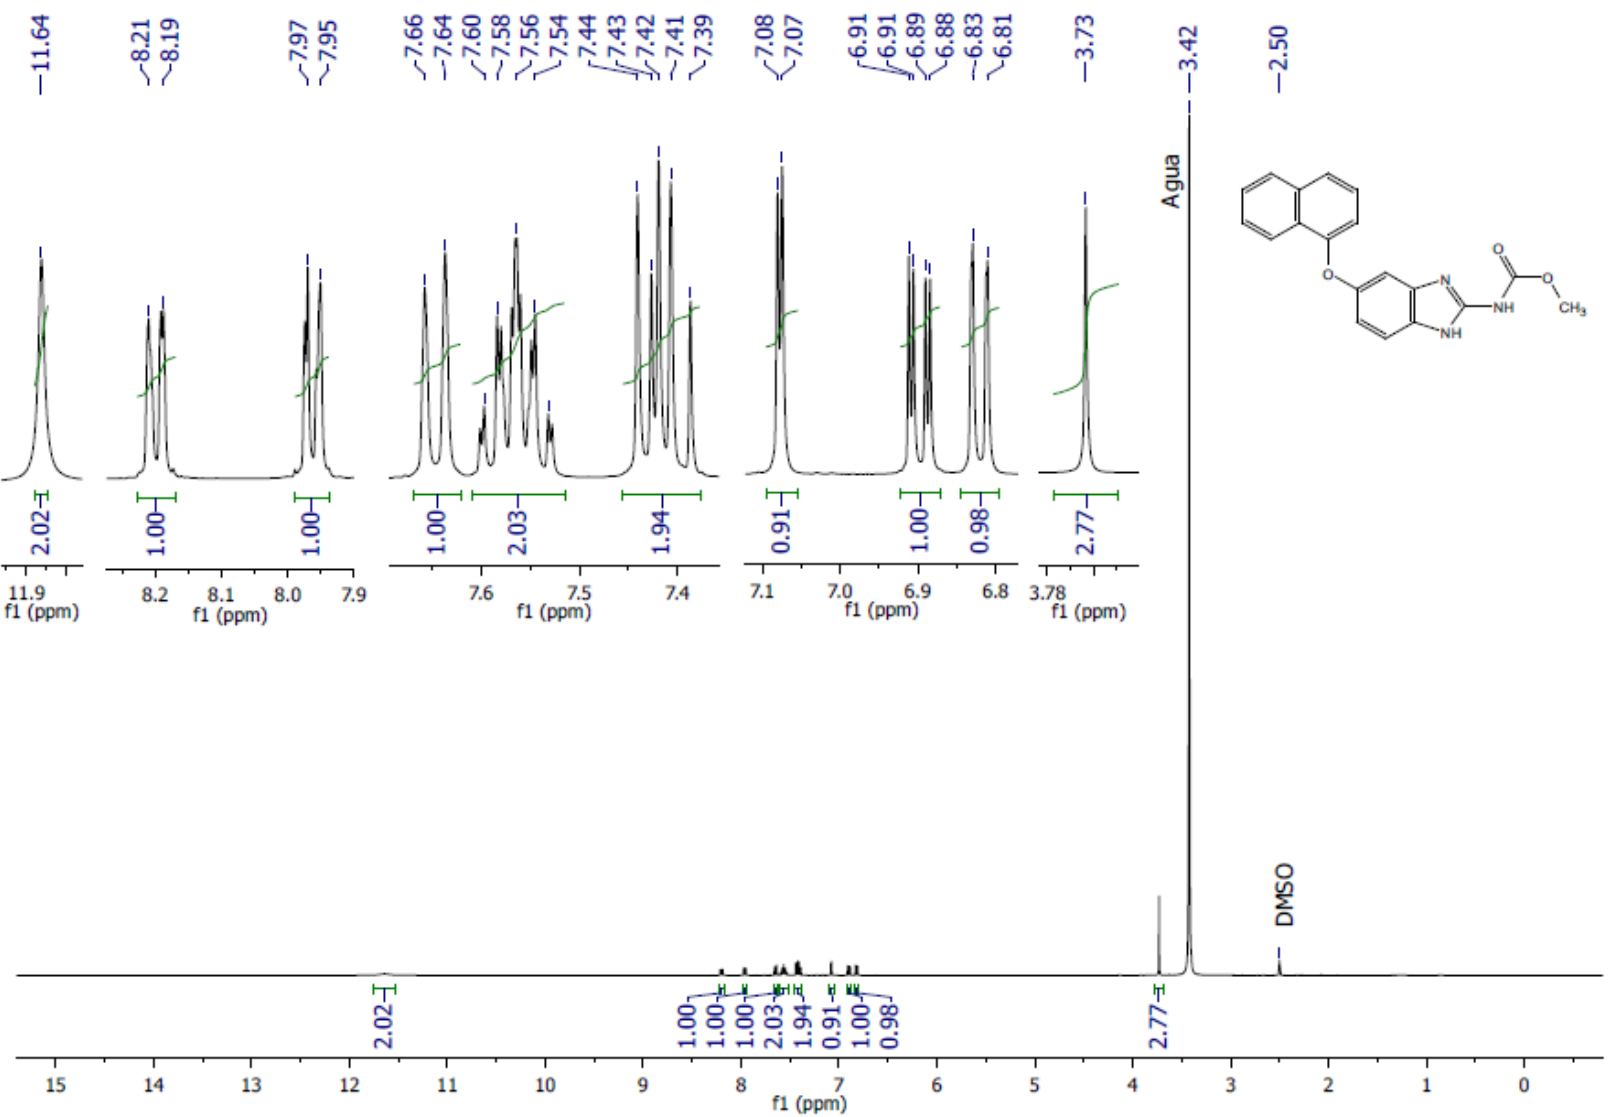 11.64
8.21
8.19
7.97
7.95
7.66
7.64
7.60
7.58
7.56
7.54
7.44
7.43
7.42
7.41
7.39
7.08
7.07
6.91
6.91
6.89
6.88
6.83
6.81
3.73
3.42
2.50
Agua
O
O
CH3
O
N
NH
NH
2.02
1.00
1.00
1.00
2.03
1.94
0.91
1.00
0.98
2.77
11.9
8.2 8.1 8.0 7.9
7.6 7.5 7.4
7.1 7.0 6.9 6.8
3.78
f1 (ppm)
f1 (ppm)
f1 (ppm)
f1 (ppm)
f1 (ppm)
DMSO
2.02
1.00
1.00
1.00
2.03
1.94
0.91
1.00
0.98
2.77
15 14 13 12 11 10 9 8 7 6 5 4 3 2 1 0
f1 (ppm)